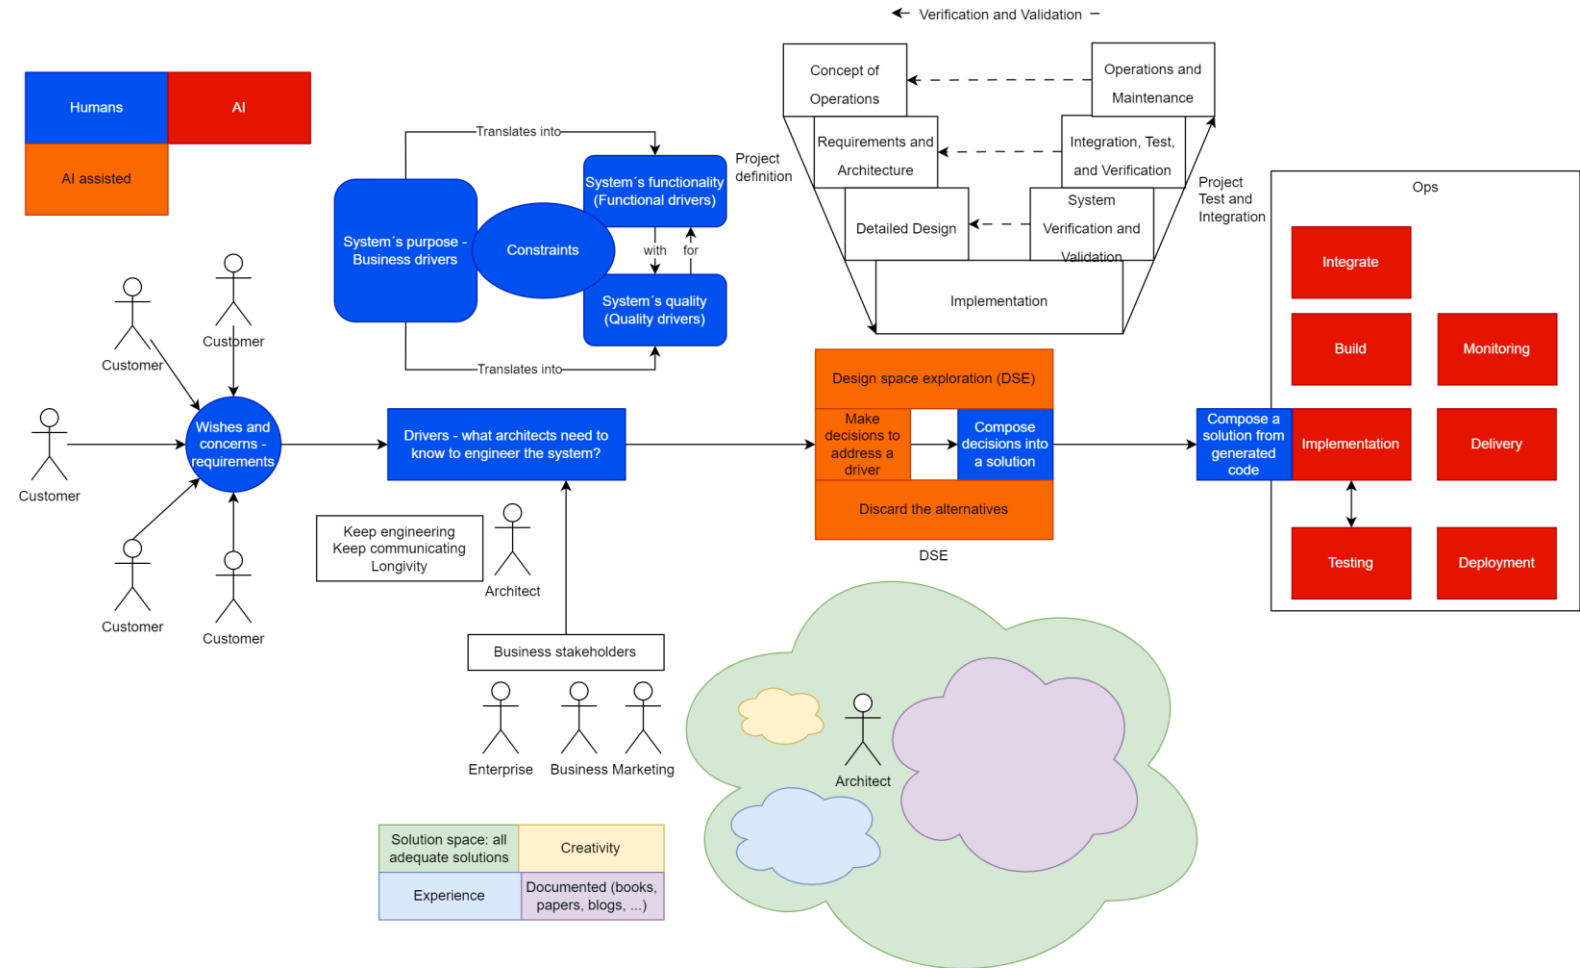 Verification and Validation
Humans
AI
AI assisted
Translates into
System´s purpose -
Business drivers
Constraints
System´s functionality
(Functional drivers)
with
for
System´s quality
(Quality drivers)
Translates into
Project
definition
Concept of
Operations
Requirements and
Architecture
Detailed Design
Implementation
Operations and
Maintenance
Integration, Test,
and Verification
System
Verification and
Validation
Project
Test and
Integration
Customer
Customer
Customer
Customer
Customer
Wishes and
concerns -
requirements
Drivers - what architects need to
know to engineer the system?
Keep engineering
Keep communicating
Longivity
Architect
Business stakeholders
Enterprise
Business
Marketing
Design space exploration (DSE)
Make
decisions to
address a
driver
Compose
decisions into
a solution
Discard the alternatives
DSE
Compose a
solution from
generated
code
Ops
Integrate
Build
Monitoring
Implementation
Delivery
Testing
Deployment
Architect
Solution space: all
adequate solutions
Creativity
Experience
Documented (books,
papers, blogs, ...)